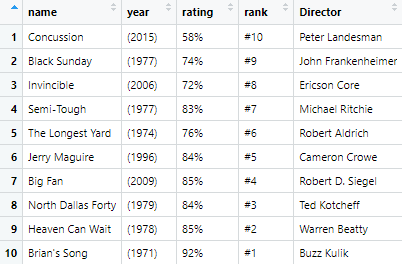 name year rating rank Director
1 Concussion (2015) 58% #10 Peter Landesman
2 Black Sunday (1977) 74% #9 John Frankenheimer
3 Invincible (2006) 72% #8 Ericson Core
4 Semi-Tough (1977) 83% #7 Michael Ritchie
5 The Longest Yard (1974) 76% #6 Robert Aldrich
6 Jerry Maguire (1996) 84% #5 Cameron Crowe
7 Big Fan (2009) 85% #4 Robert D. Siegel
8 North Dallas Forty (1979) 84% #3 Ted Kotcheff
9 Heaven Can Wait (1978) 85% #2 Warren Beatty
10 Brian's Song (1971) 92% #1 Buzz Kulik